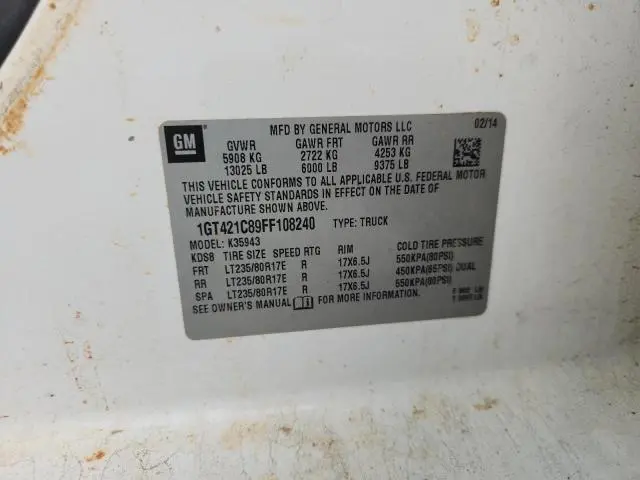 GM
MFD BY GENERAL MOTORS LLC 02/14
GVWR GAWR FRT GAWR RR
5908 KG 2722 KG 4253 KG
13025 LB 6000 LB 9375 LB
THIS VEHICLE CONFORMS TO ALL APPLICABLE U.S. FEDERAL MOTOR
VEHICLE SAFETY STANDARDS IN EFFECT ON THE DATE OF
MANUFACTURE SHOWN ABOVE.
1GT421C89FF108240 TYPE: TRUCK
MODEL: K35943
KDS8 TIRE SIZE SPEED RTG RIM COLD TIRE PRESSURE
FRT LT235/80R17E R 17X6.5J 550KPA(80PSI)
RR LT235/80R17E R 17X6.5J 450KPA(65PSI) DUAL
SPA LT235/80R17E R 17X6.5J 550KPA(80PSI)
SEE OWNER'S MANUAL FOR MORE INFORMATION